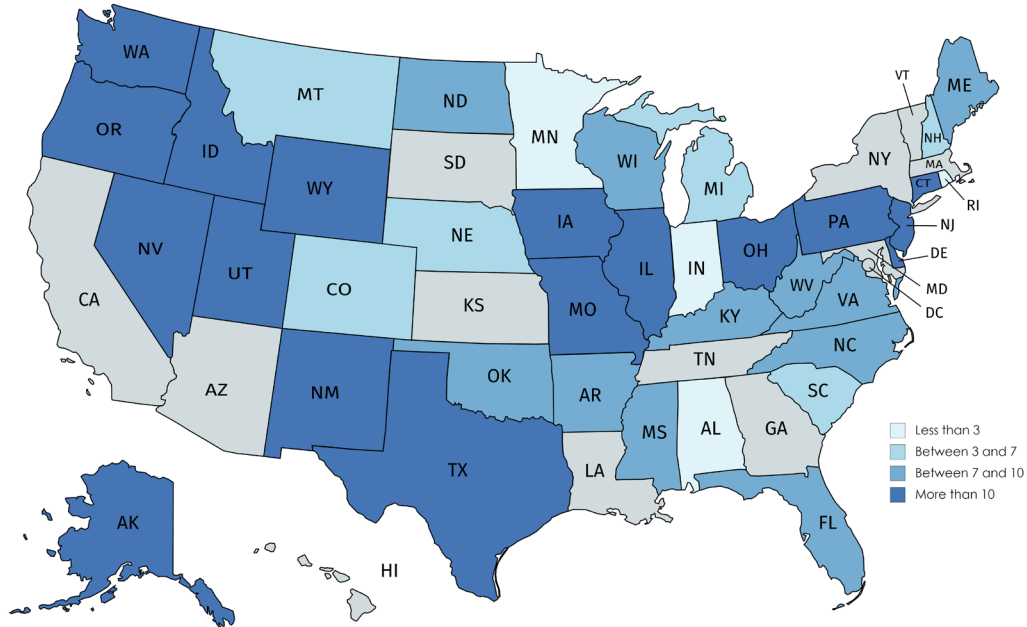 WA
MT
ND
MN
VT
ME
OR
ID
SD
WI
MI
NY
NH
MA
CT
RI
WY
IA
NE
PA
NJ
NV
UT
CO
IL
IN
OH
DE
CA
KS
MO
WV
VA
MD
DC
KY
NC
AZ
NM
OK
AR
TN
SC
MS
AL
GA
TX
LA
FL
AK
HI
Less than 3
Between 3 and 7
Between 7 and 10
More than 10